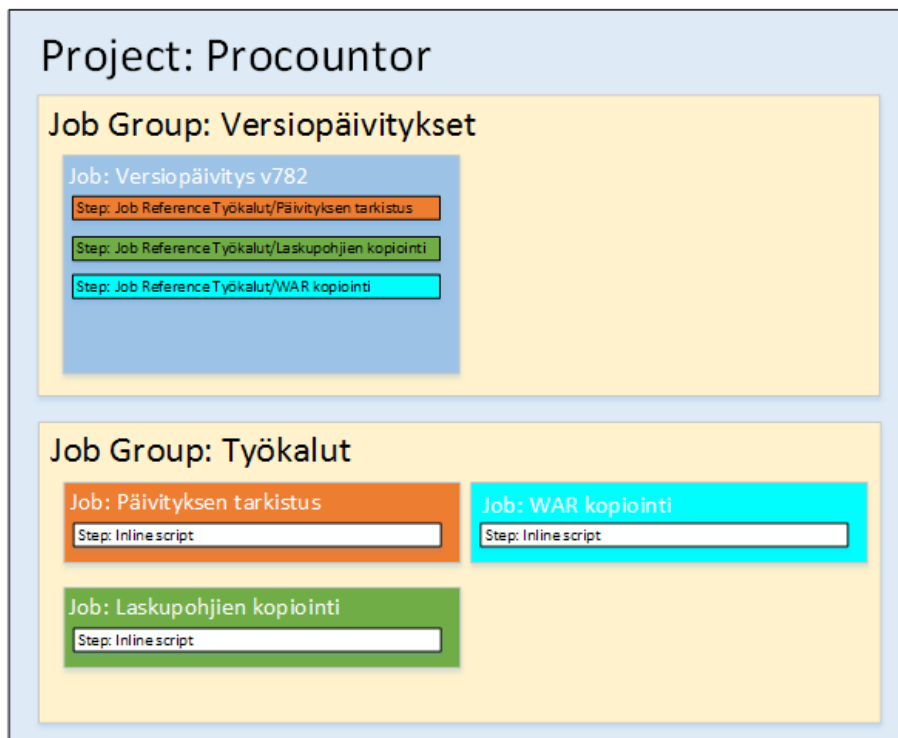 Project: Procountor
Job Group: Versiopäivitykset
Job: Versiopäivitys v782
Step: Job Reference Työkalut/Päivityksen tarkistus
Step: Job Reference Työkalut/Laskupohjien kopiointi
Step: Job Reference Työkalut/WAR kopiointi
Job Group: Työkalut
Job: Päivityksen tarkistus
Step: Inline script
Job: WAR kopiointi
Step: Inline script
Job: Laskupohjien kopiointi
Step: Inline script